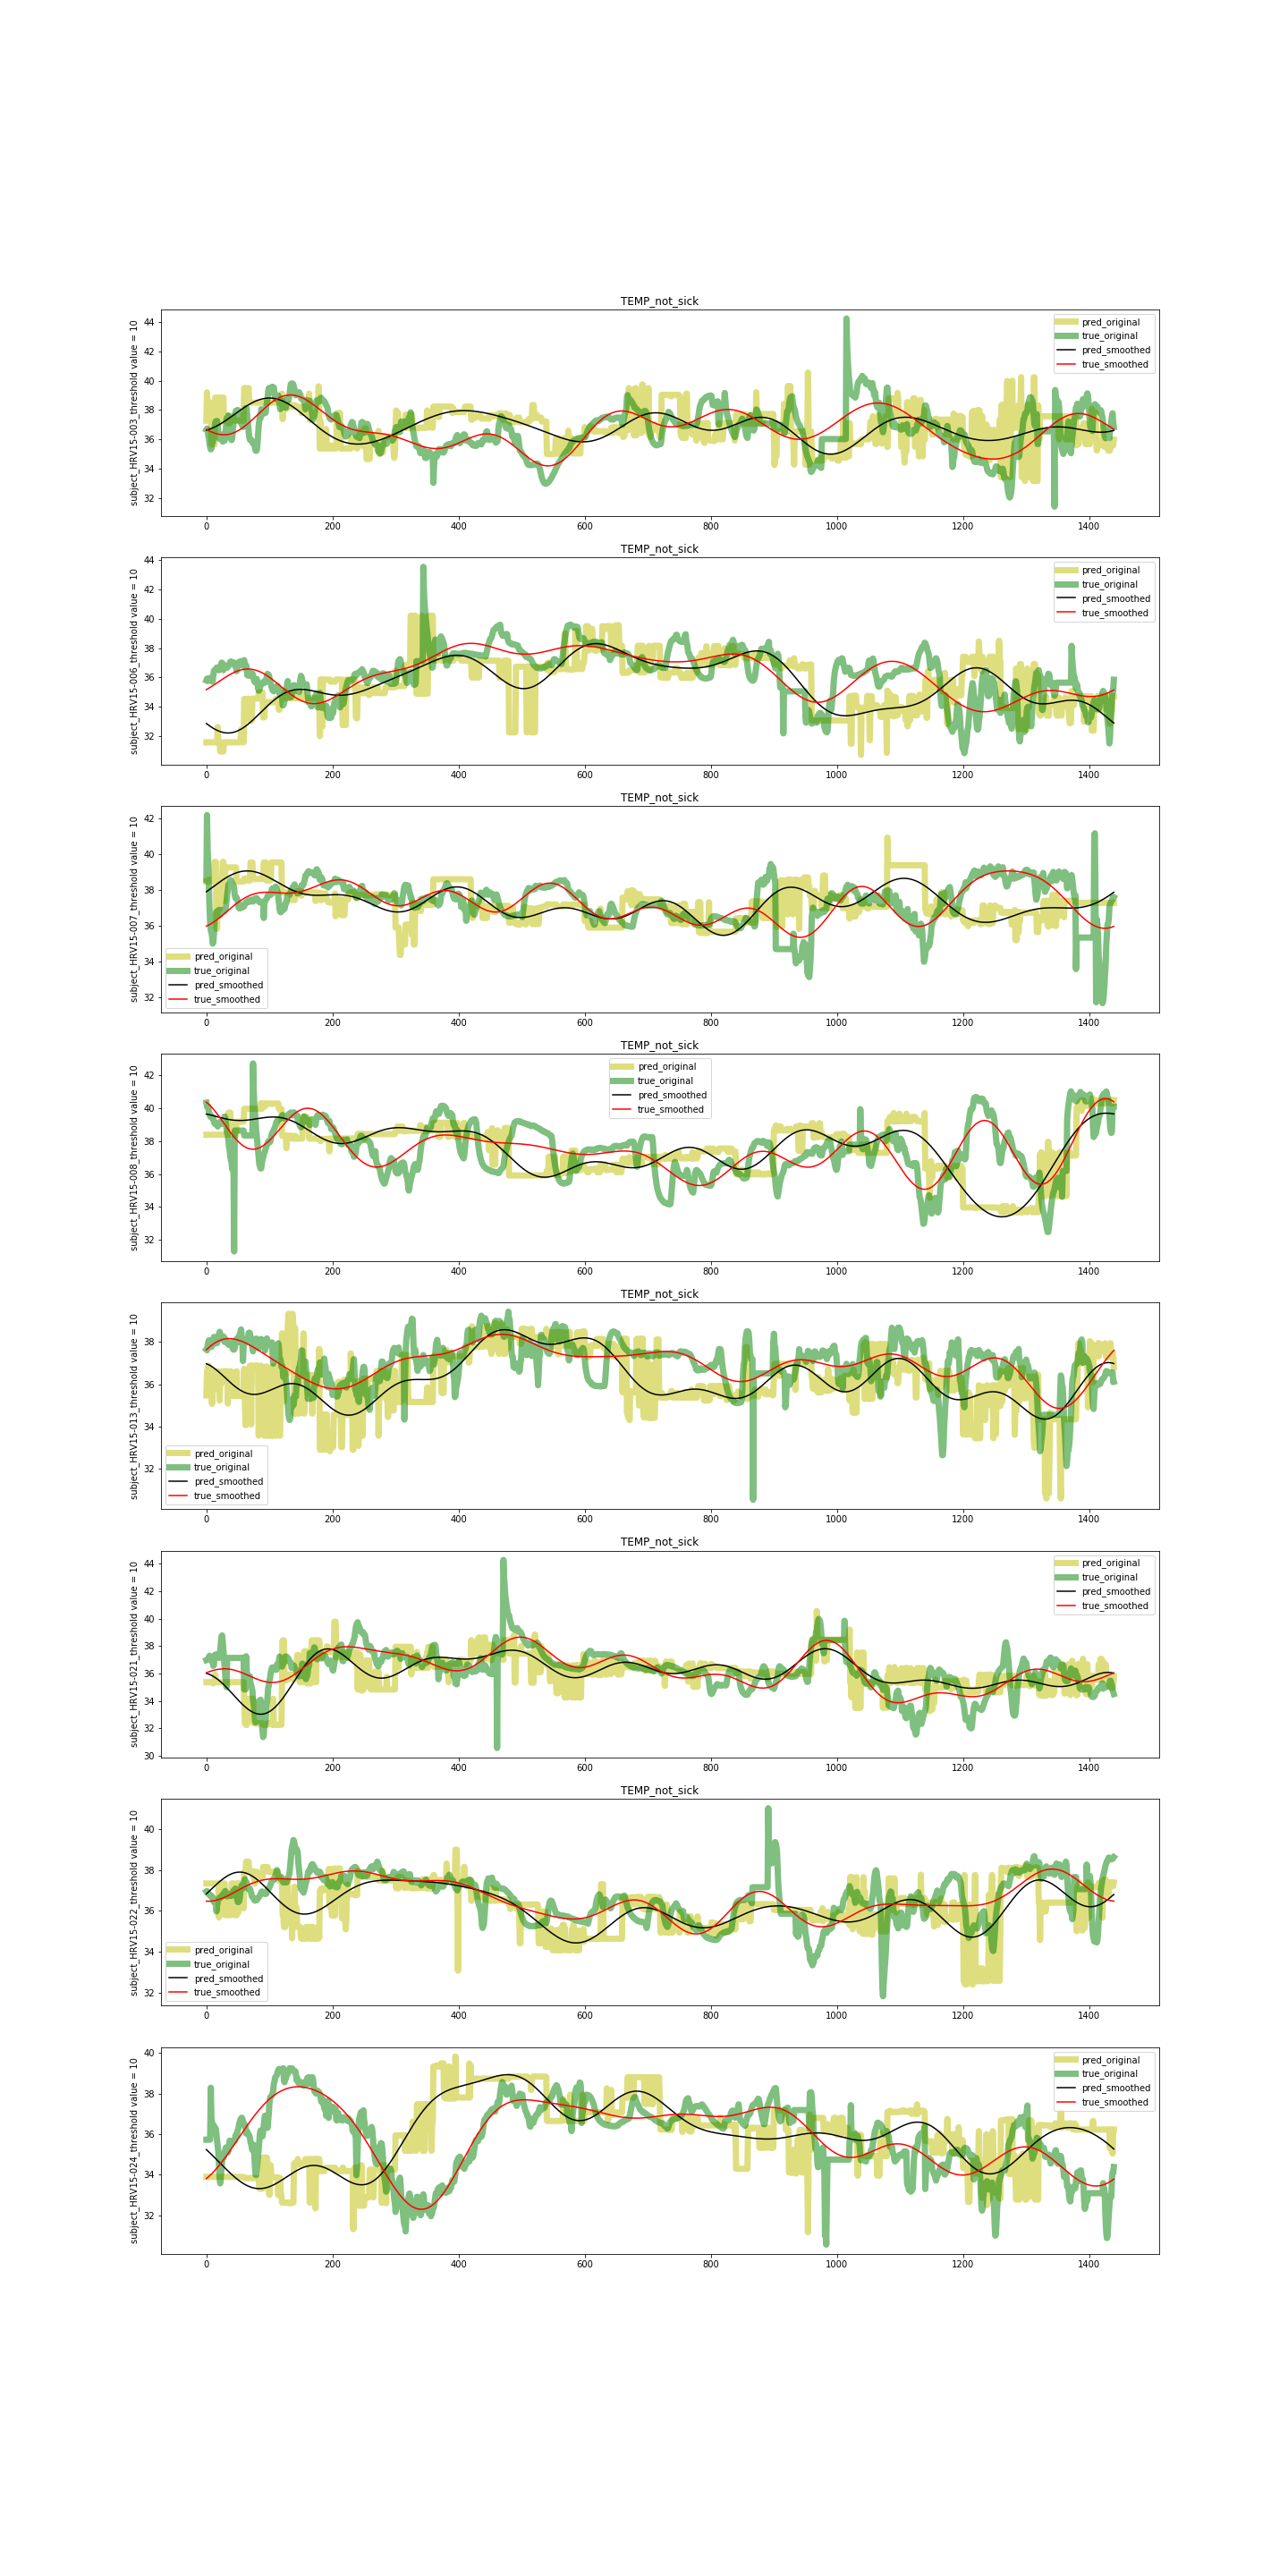 TEMP_not_sick
subject_HRV15-003_threshold value = 10
44
42
40
38
36
34
32
pred_original
true_original
pred_smoothed
true_smoothed
0 200 400 600 800 1000 1200 1400
TEMP_not_sick
subject_HRV15-006_threshold value = 10
44
42
40
38
36
34
32
pred_original
true_original
pred_smoothed
true_smoothed
0 200 400 600 800 1000 1200 1400
TEMP_not_sick
subject_HRV15-007_threshold value = 10
42
40
38
36
34
32
pred_original
true_original
pred_smoothed
true_smoothed
0 200 400 600 800 1000 1200 1400
TEMP_not_sick
subject_HRV15-008_threshold value = 10
42
40
38
36
34
32
pred_original
true_original
pred_smoothed
true_smoothed
0 200 400 600 800 1000 1200 1400
TEMP_not_sick
subject_HRV15-013_threshold value = 10
38
36
34
32
pred_original
true_original
pred_smoothed
true_smoothed
0 200 400 600 800 1000 1200 1400
TEMP_not_sick
subject_HRV15-021_threshold value = 10
44
42
40
38
36
34
32
30
pred_original
true_original
pred_smoothed
true_smoothed
0 200 400 600 800 1000 1200 1400
TEMP_not_sick
subject_HRV15-022_threshold value = 10
40
38
36
34
32
pred_original
true_original
pred_smoothed
true_smoothed
0 200 400 600 800 1000 1200 1400
subject_HRV15-024_threshold value = 10
40
38
36
34
32
pred_original
true_original
pred_smoothed
true_smoothed
0 200 400 600 800 1000 1200 1400